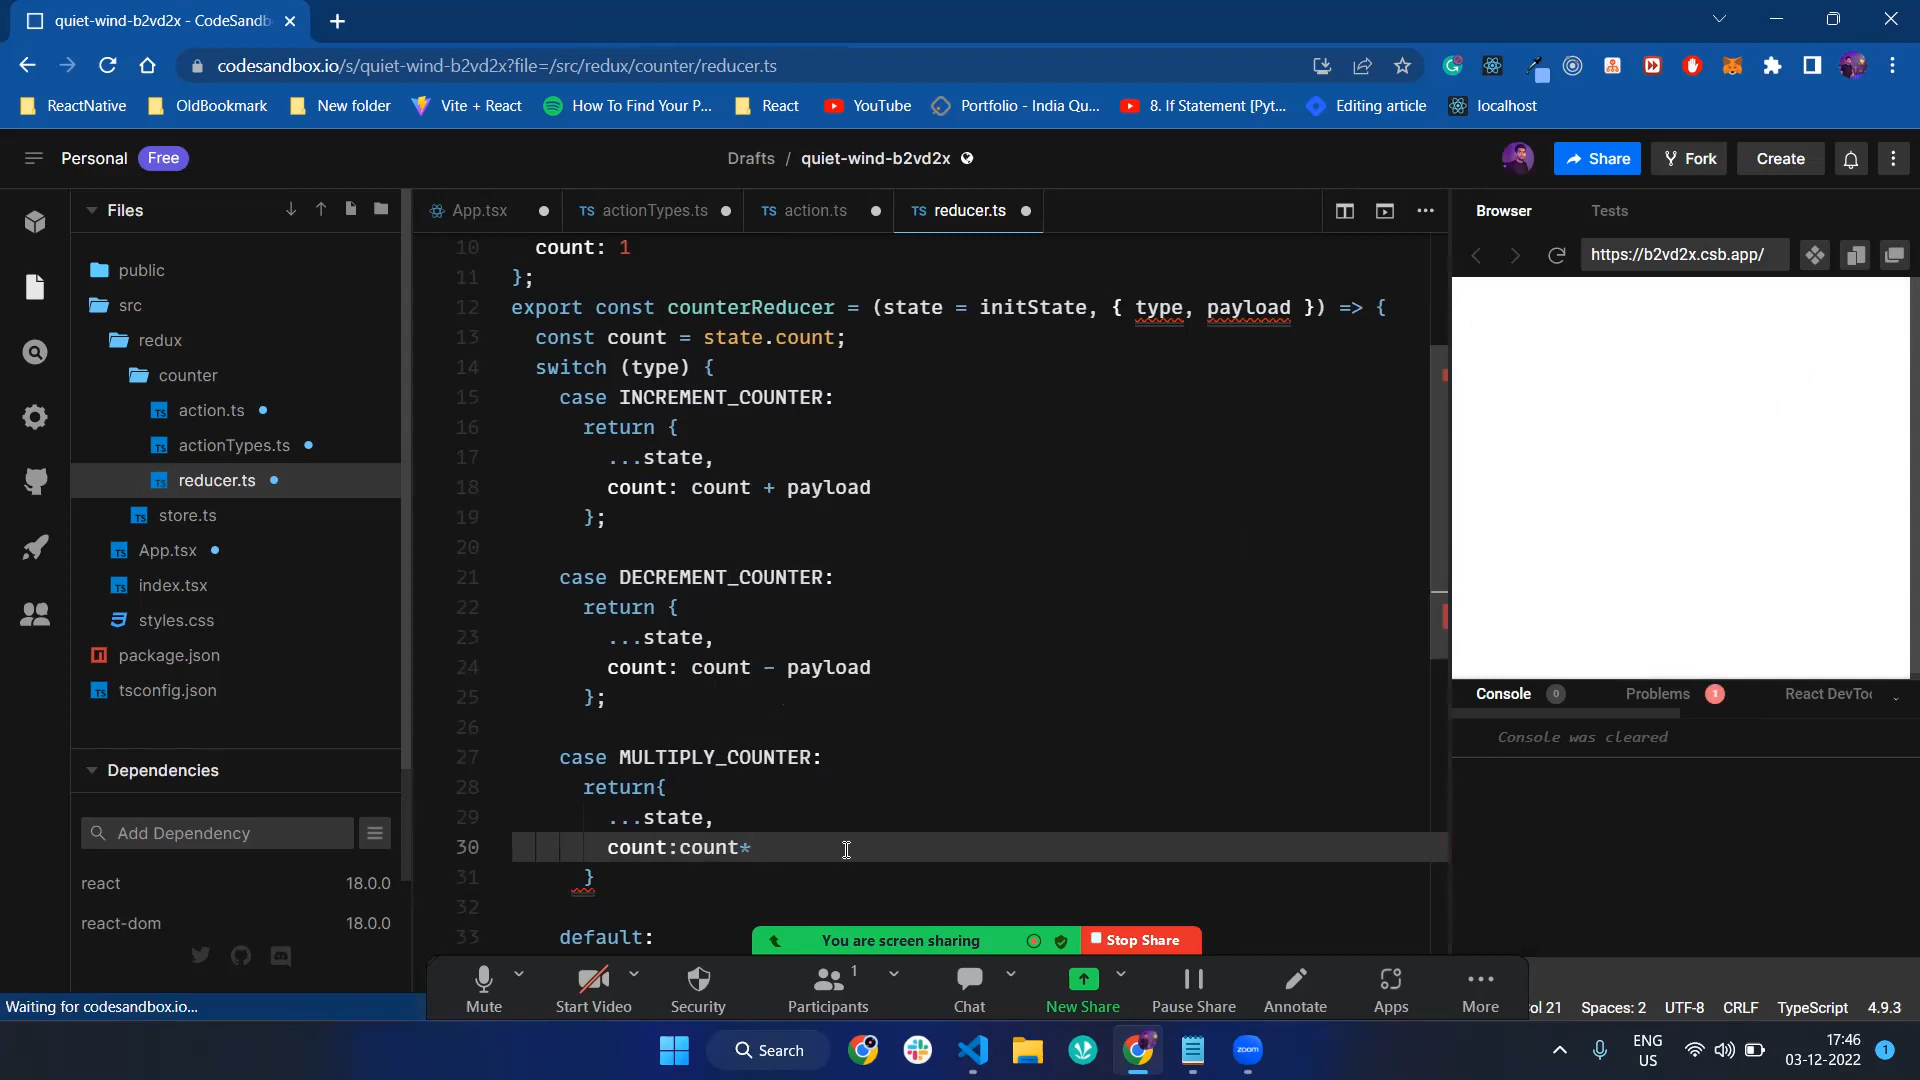 quiet-wind-b2vd2x - CodeSandb
codesandbox.io/s/quiet-wind-b2vd2x?file=/src/redux/counter/reducer.ts
ReactNative OldBookmark New folder Vite + React How To Find Your P... React YouTube Portfolio - India Qu... 8. If Statement [Pyt... Editing article localhost
Personal Free Drafts / quiet-wind-b2vd2x Share Fork Create
Files
public
src
redux
counter
action.ts
actionTypes.ts
reducer.ts
store.ts
App.tsx
index.tsx
styles.css
package.json
tsconfig.json
Dependencies
Add Dependency
react 18.0.0
react-dom 18.0.0
App.tsx TS actionTypes.ts TS action.ts TS reducer.ts
10 count: 1
11 };
12 export const counterReducer = (state = initState, { type, payload }) => {
13 const count = state.count;
14 switch (type) {
15 case INCREMENT_COUNTER:
16 return {
17 ...state,
18 count: count + payload
19 };
20
21 case DECREMENT_COUNTER:
22 return {
23 ...state,
24 count: count - payload
25 };
26
27 case MULTIPLY_COUNTER:
28 return{
29 ...state,
30 count:count*
31 }
32
33 default:
Browser Tests
https://b2vd2x.csb.app/
Console 0 Problems 1 React DevToo
Console was cleared
You are screen sharing Stop Share
Mute Start Video Security Participants 1 Chat New Share Pause Share Annotate Apps More
Waiting for codesandbox.io... ol 21 Spaces: 2 UTF-8 CRLF TypeScript 4.9.3
Search zoom
ENG
US
17:46
03-12-2022
1